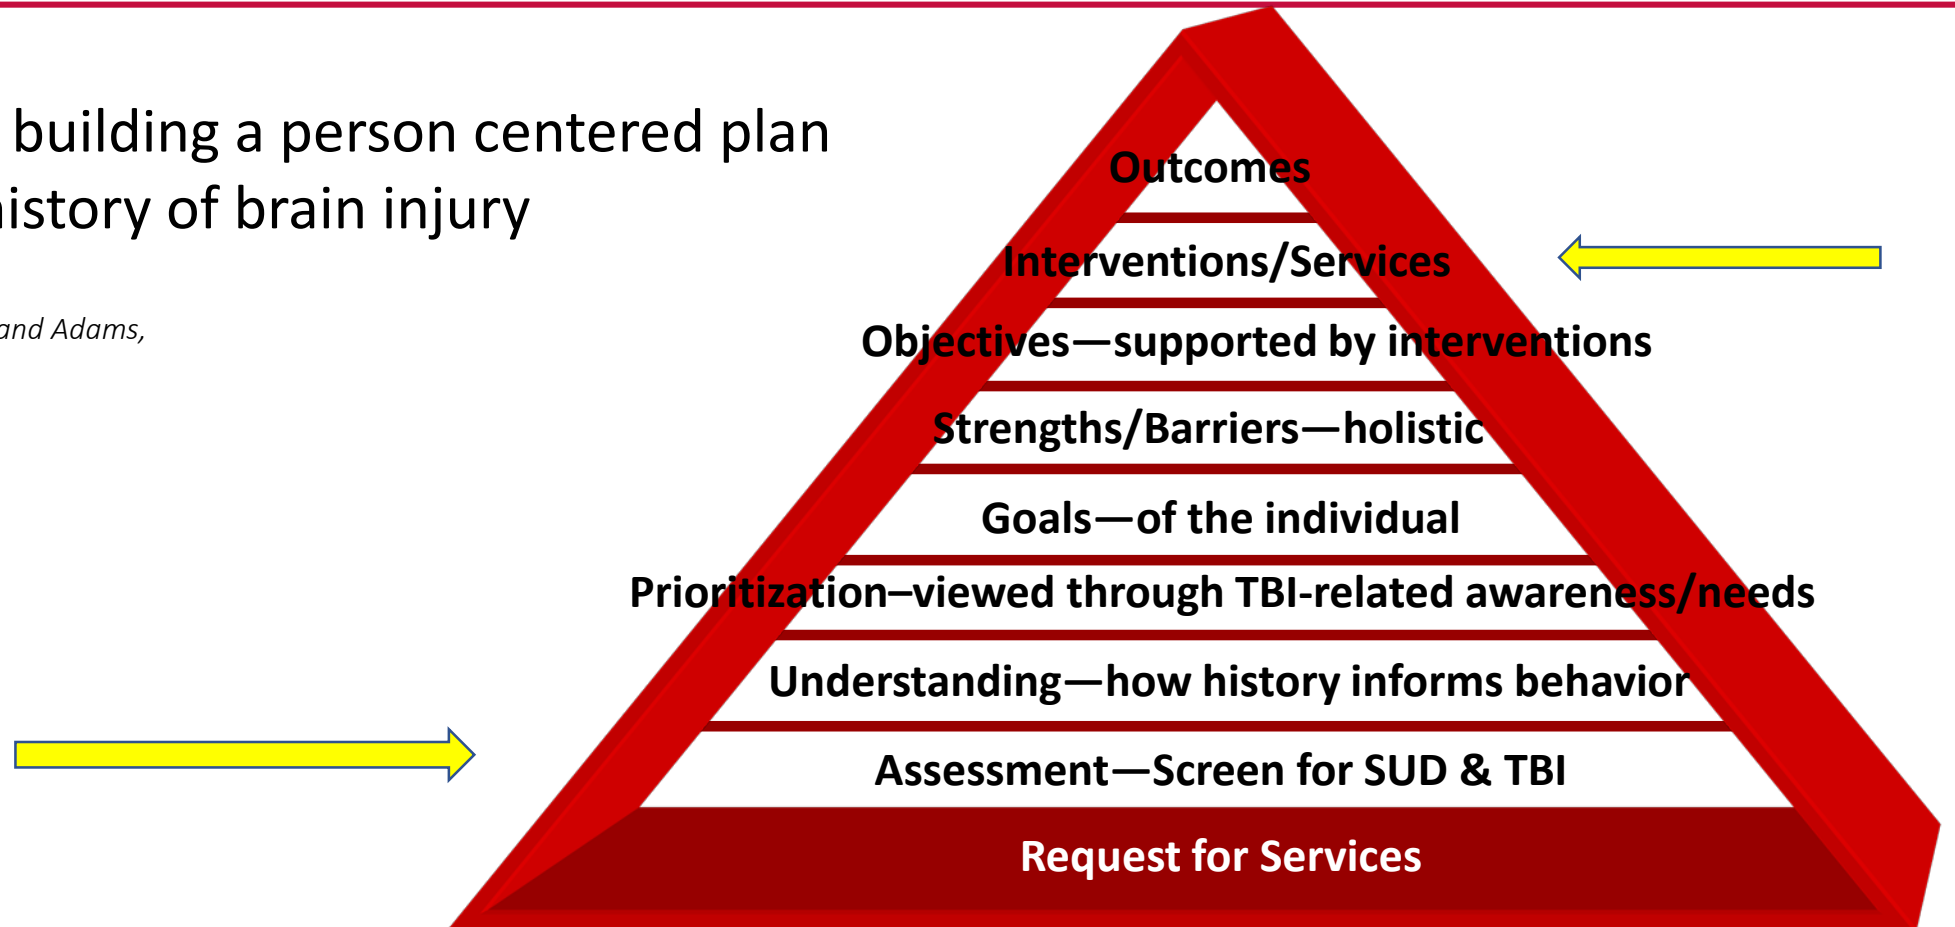 building a person centered plan
history of brain injury
and Adams,
Outcomes
Interventions/Services
Objectives—supported by interventions
Strengths/Barriers—holistic
Goals—of the individual
Prioritization–viewed through TBI-related awareness/needs
Understanding—how history informs behavior
Assessment—Screen for SUD & TBI
Request for Services